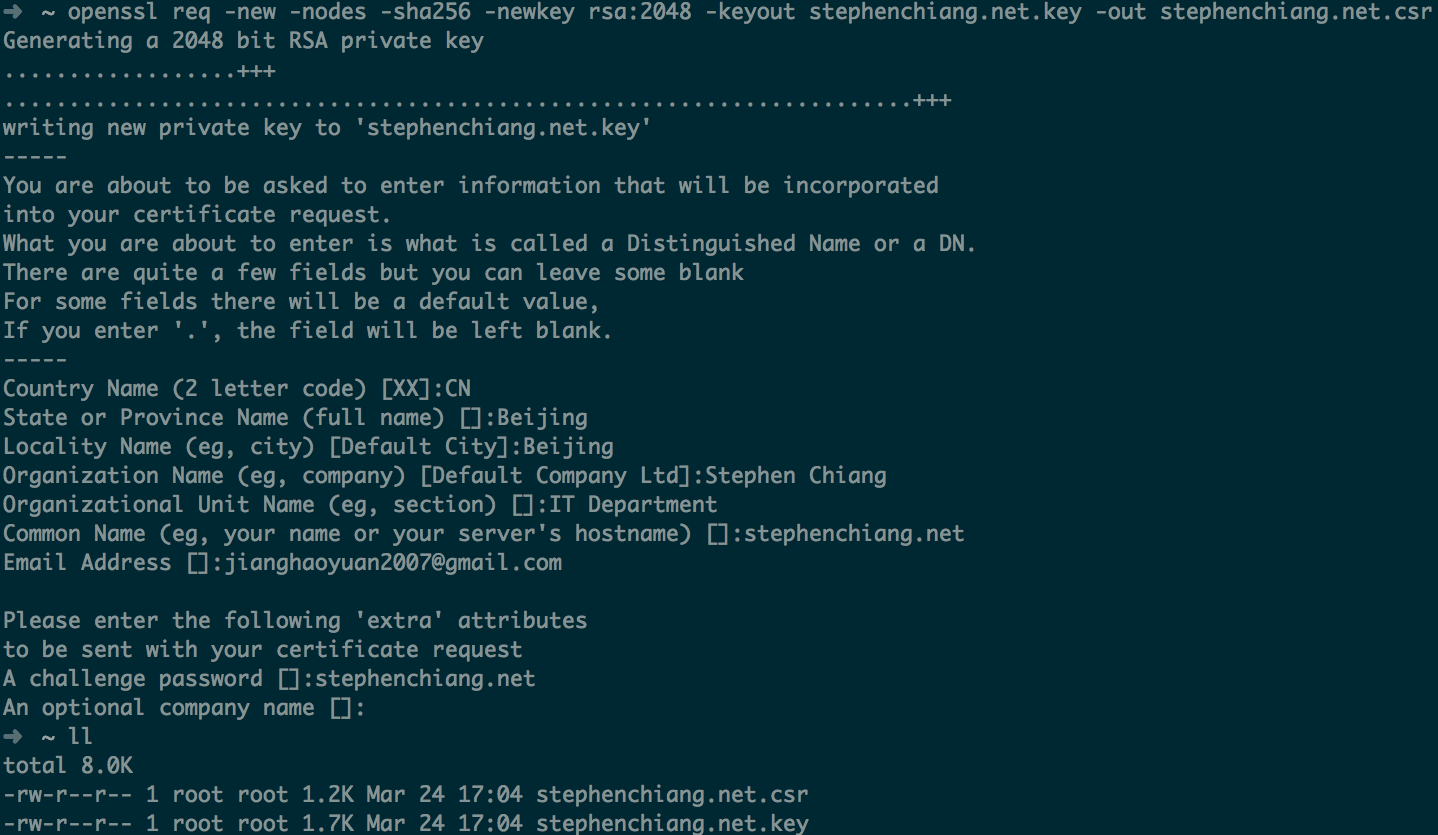 ➜  ~ openssl req -new -nodes -sha256 -newkey rsa:2048 -keyout stephenchiang.net.key -out stephenchiang.net.csr
Generating a 2048 bit RSA private key
..................+++
......................................................................+++
writing new private key to 'stephenchiang.net.key'
-----
You are about to be asked to enter information that will be incorporated
into your certificate request.
What you are about to enter is what is called a Distinguished Name or a DN.
There are quite a few fields but you can leave some blank
For some fields there will be a default value,
If you enter '.', the field will be left blank.
-----
Country Name (2 letter code) [XX]:CN
State or Province Name (full name) []:Beijing
Locality Name (eg, city) [Default City]:Beijing
Organization Name (eg, company) [Default Company Ltd]:Stephen Chiang
Organizational Unit Name (eg, section) []:IT Department
Common Name (eg, your name or your server's hostname) []:stephenchiang.net
Email Address []:jianghaoyuan2007@gmail.com

Please enter the following 'extra' attributes
to be sent with your certificate request
A challenge password []:stephenchiang.net
An optional company name []:
➜  ~ ll
total 8.0K
-rw-r--r-- 1 root root 1.2K Mar 24 17:04 stephenchiang.net.csr
-rw-r--r-- 1 root root 1.7K Mar 24 17:04 stephenchiang.net.key